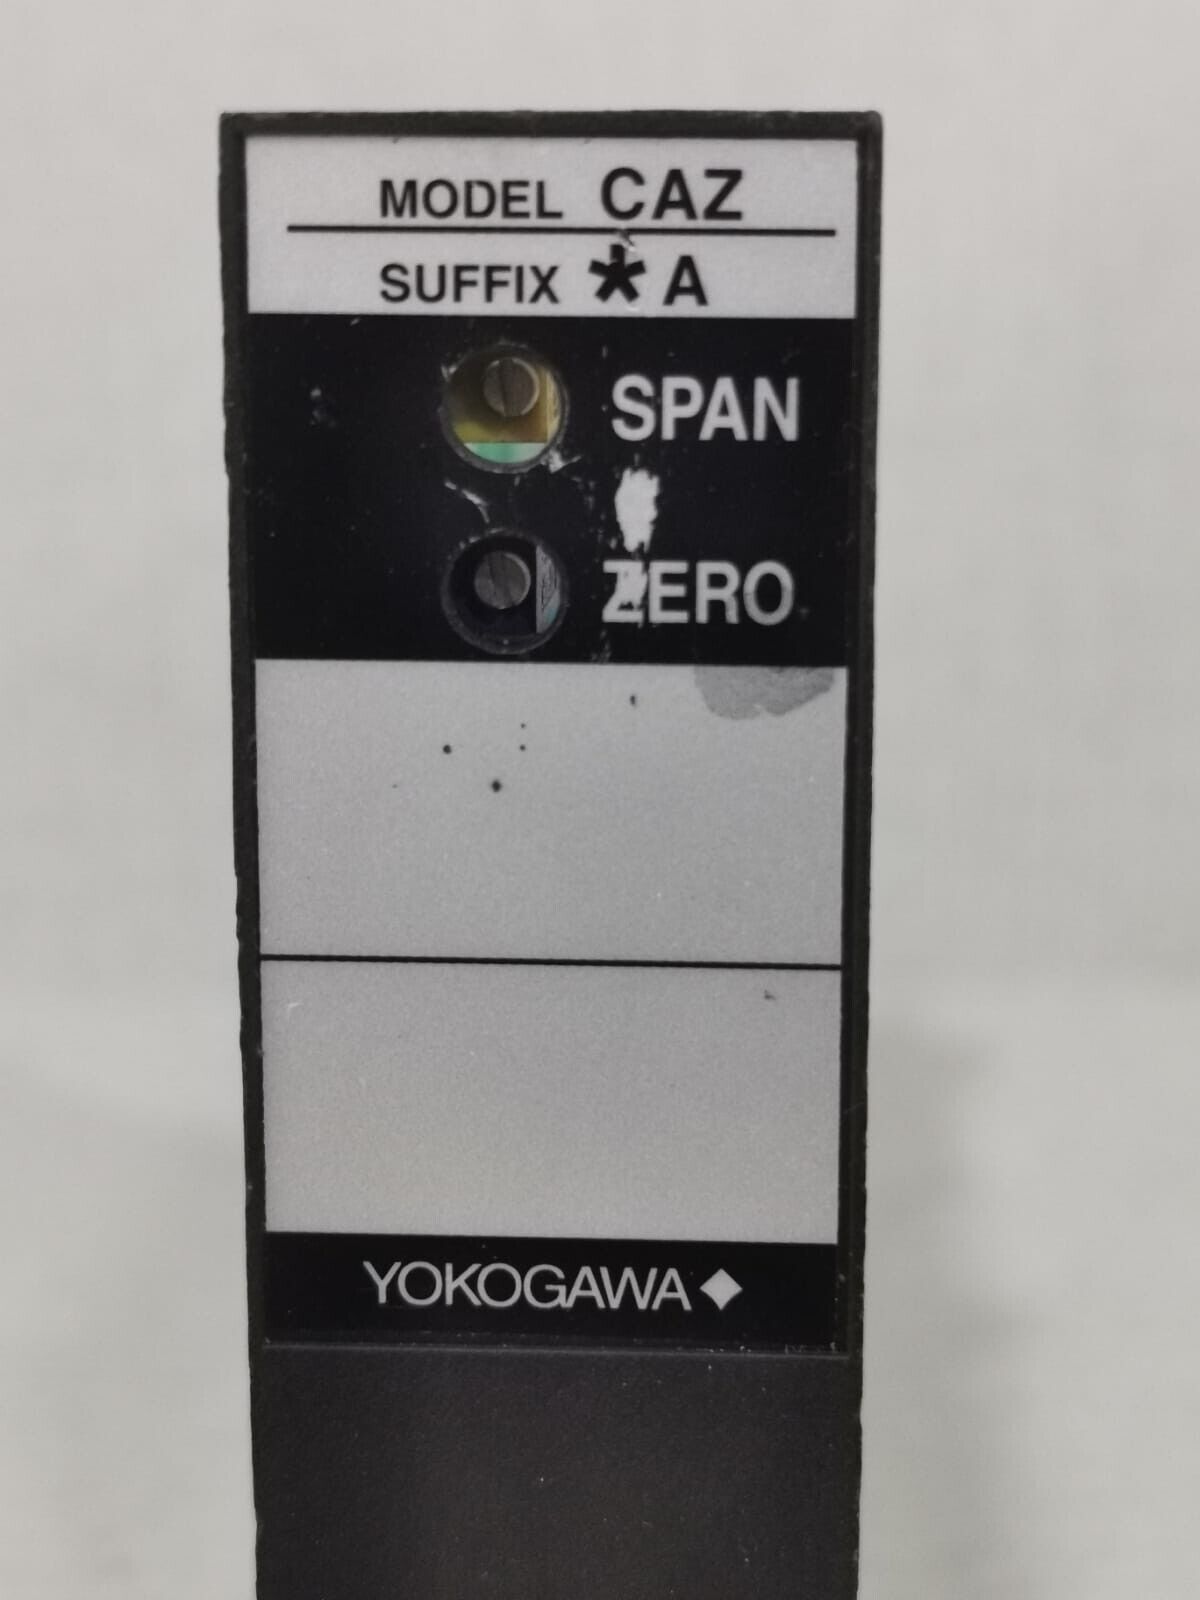 MODEL CAZ
SUFFIX *A
SPAN
ZERO
YOKOGAWA◆